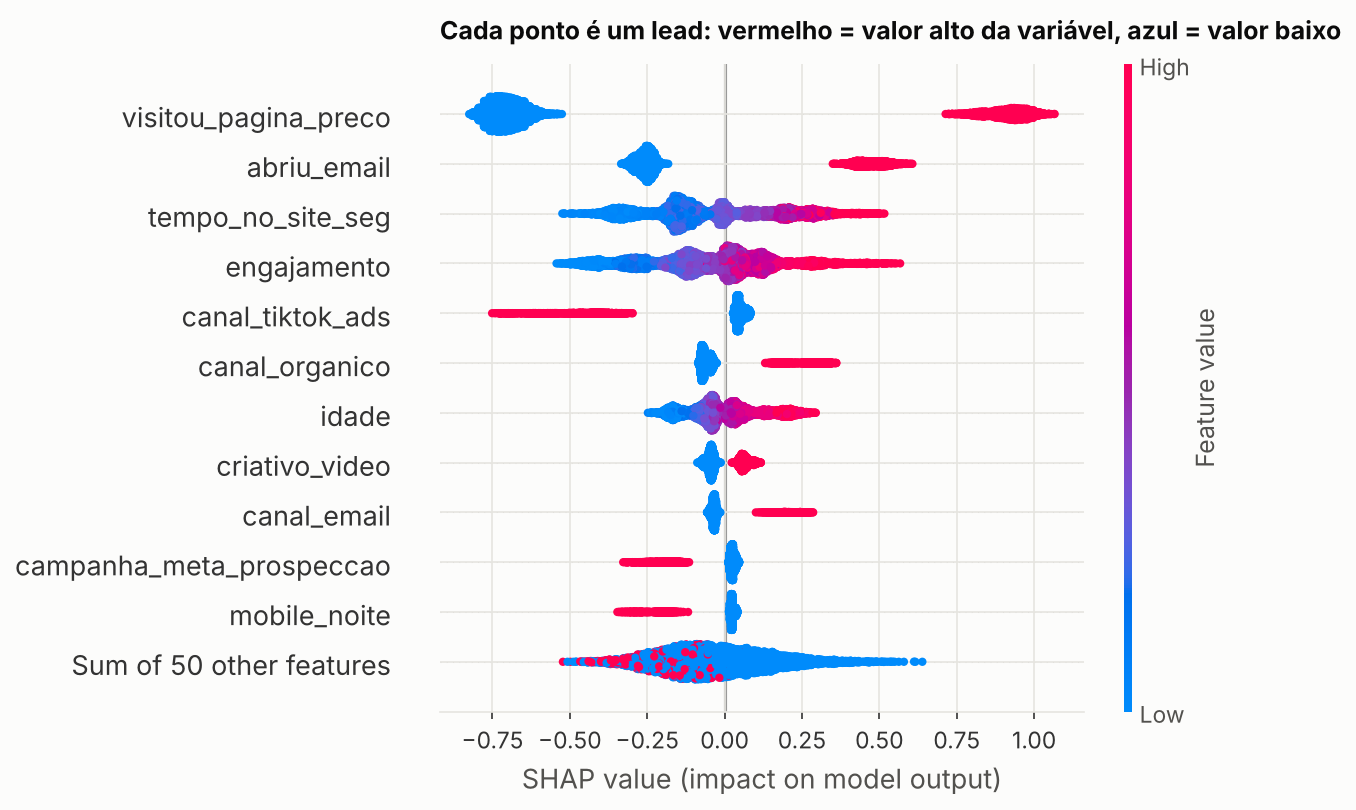 Cada ponto é um lead: vermelho = valor alto da variável, azul = valor baixo
High
visitou_pagina_preco
abriu_email
tempo_no_site_seg
engajamento
canal_tiktok_ads
canal_organico
idade
criativo_video
canal_email
campanha_meta_prospeccao
mobile_noite
Sum of 50 other features
Feature value
Low
−0.75 −0.50 −0.25 0.00 0.25 0.50 0.75 1.00
SHAP value (impact on model output)